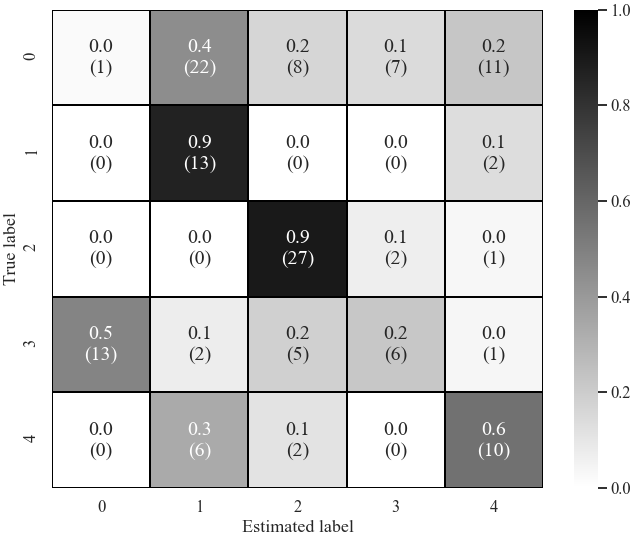 0.0 0.4 0.2 0.1 0.2 1.0
(1) (22) (8) (7) (11)
0
0.8
0.0 0.9 0.0 0.0 0.1
(0) (13) (0) (0) (2)
1
0.6
True label
0.0 0.0 0.9 0.1 0.0
(0) (0) (27) (2) (1)
2
0.4
0.5 0.1 0.2 0.2 0.0
(13) (2) (5) (6) (1)
3
0.2
0.0 0.3 0.1 0.0 0.6
(0) (6) (2) (0) (10)
4
0.0
0 1 2 3 4
Estimated label